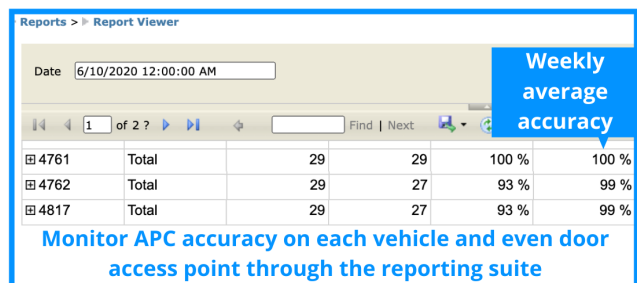 Reports > Report Viewer
Weekly
average
accuracy
Date 6/10/2020 12:00:00 AM
1 of 2 ? Find | Next
4761 Total 29 29 100 % 100 %
4762 Total 29 27 93 % 99 %
4817 Total 29 27 93 % 99 %
Monitor APC accuracy on each vehicle and even door
access point through the reporting suite